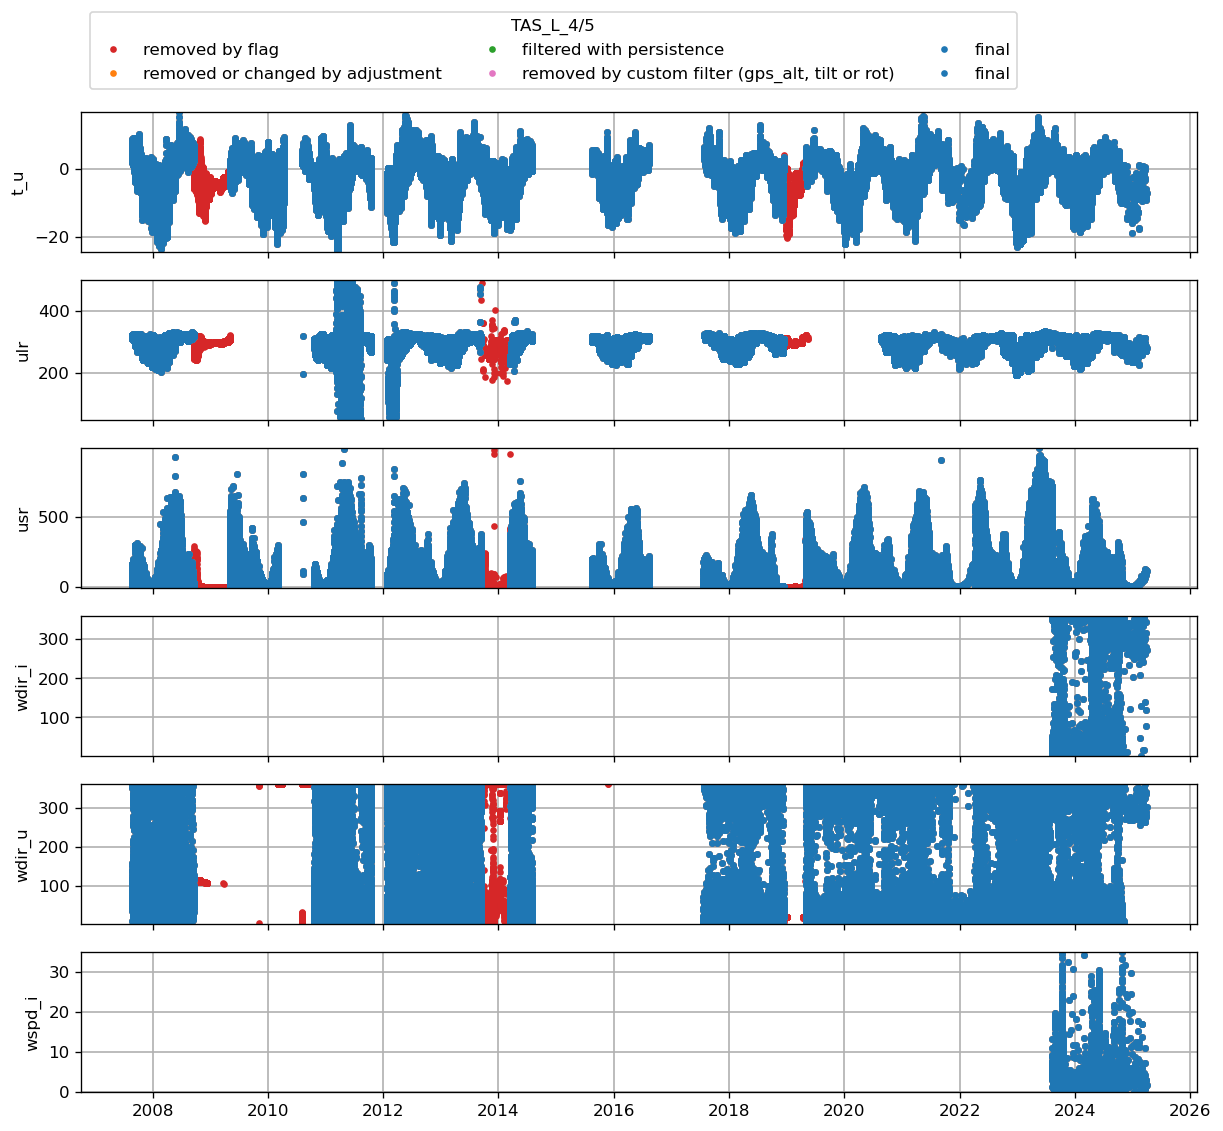 TAS_L_4/5
removed by flag
filtered with persistence
final
removed or changed by adjustment
removed by custom filter (gps_alt, tilt or rot)
final
0
−20
t_u
400
200
ulr
500
0
usr
300
200
100
wdir_i
300
200
100
wdir_u
30
20
10
0
wspd_i
2008 2010 2012 2014 2016 2018 2020 2022 2024 2026